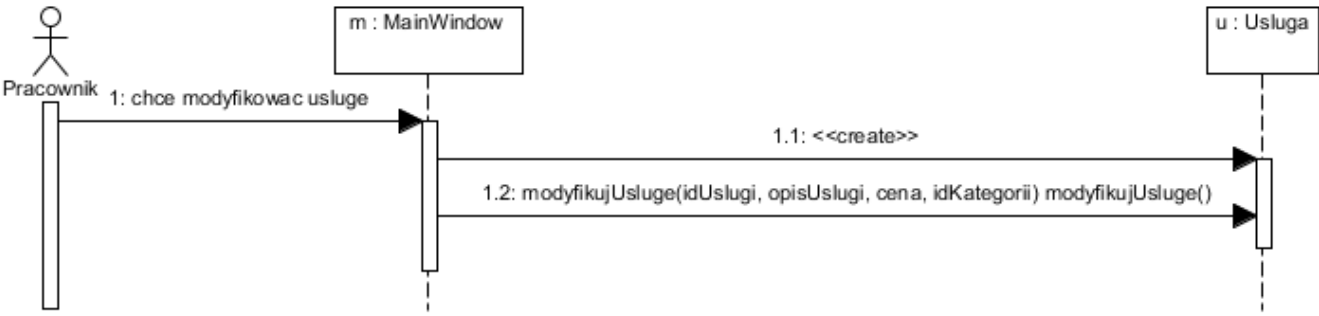 m : MainWindow
u : Usluga
Pracownik
1: chce modyfikowac usluge
1.1: <<create>>
1.2: modyfikujUsluge(idUslugi, opisUslugi, cena, idKategorii) modyfikujUsluge()